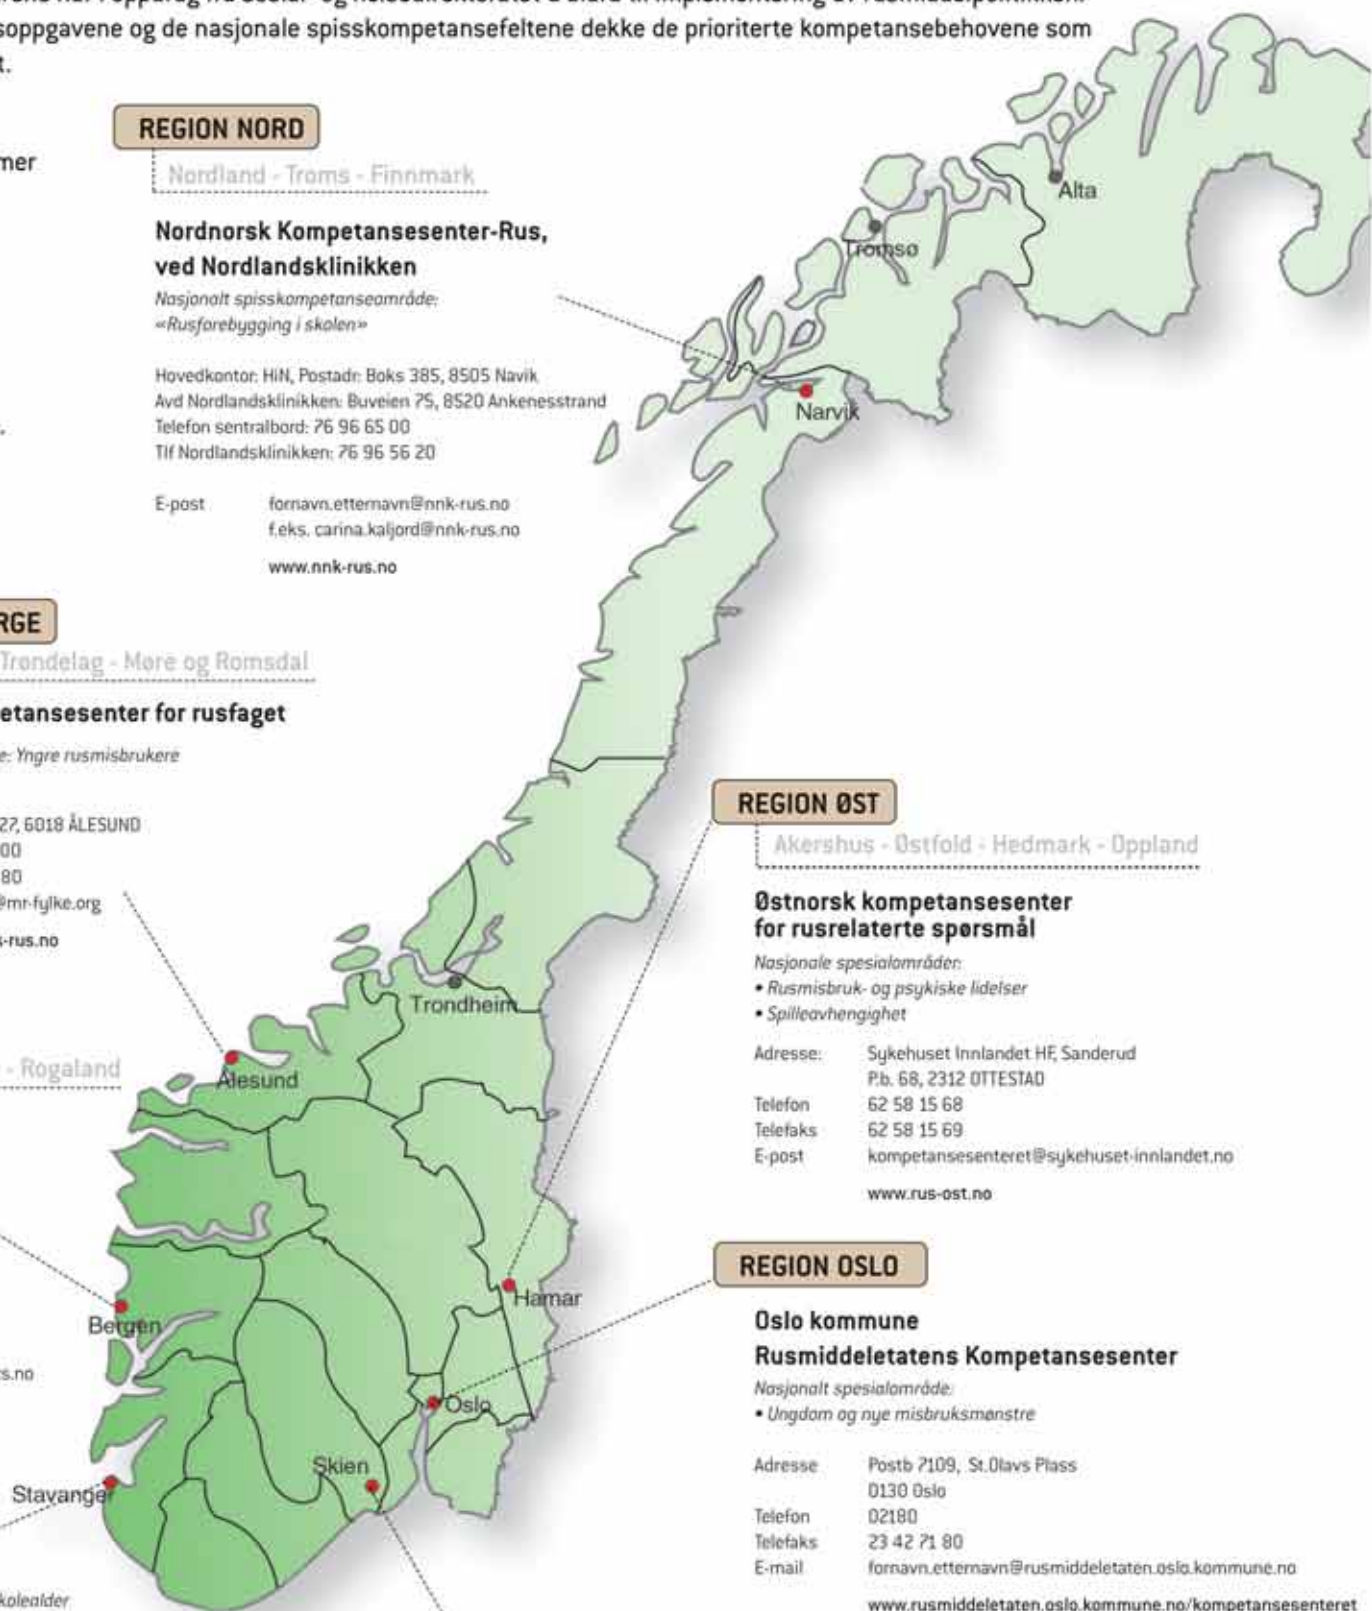 soppgavene og de nasjonale spisskompetansefeltene dekke de prioriterte kompetansebehovene som
t.
REGION NORD
mer
Nordland - Troms - Finnmark
Nordnorsk Kompetansesenter-Rus,
ved Nordlandsklinikken
Nasjonalt spisskompetanseområde:
«Rusforebygging i skolen»
Hovedkontor: HiN, Postadr: Boks 385, 8505 Navik
Avd Nordlandsklinikken: Buveien 75, 8520 Ankenesstrand
Telefon sentralbord: 76 96 65 00
Tlf Nordlandsklinikken: 76 96 56 20
E-post fornavn.etternavn@nnk-rus.no
f.eks. carina.kaljord@nnk-rus.no
www.nnk-rus.no
Alta
Tromsø
Narvik
RGE
Trøndelag - Møre og Romsdal
etansesenter for rusfaget
e: Yngre rusmisbrukere
27, 6018 ÅLESUND
00
80
@mr-fylke.org
s-rus.no
REGION ØST
Akershus - Østfold - Hedmark - Oppland
Østnorsk kompetansesenter
for rusrelaterte spørsmål
Nasjonale spesialområder:
• Rusmisbruk- og psykiske lidelser
• Spilleavhengighet
Adresse: Sykehuset Innlandet HF, Sanderud
P.b. 68, 2312 OTTESTAD
Telefon 62 58 15 68
Telefaks 62 58 15 69
E-post kompetansesenteret@sykehuset-innlandet.no
www.rus-ost.no
Trondheim
Ålesund
- Rogaland
Hamar
Bergen
s.no
Oslo
Skien
Stavanger
kolealder
REGION OSLO
Oslo kommune
Rusmiddeletatens Kompetansesenter
Nasjonalt spesialområde:
• Ungdom og nye misbruksmønstre
Adresse Postb 7109, St.Olavs Plass
0130 Oslo
Telefon 02180
Telefaks 23 42 71 80
E-mail fornavn.etternavn@rusmiddeletaten.oslo.kommune.no
www.rusmiddeletaten.oslo.kommune.no/kompetansesenteret